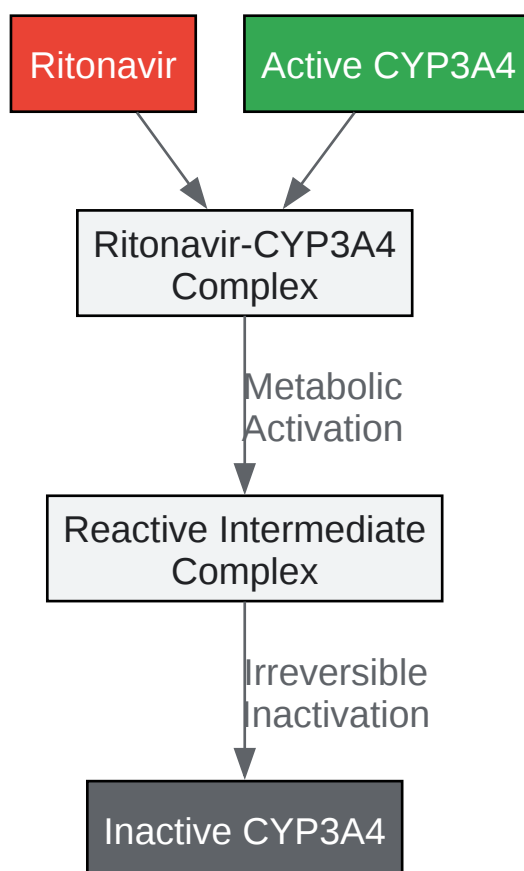 Ritonavir
Active CYP3A4
Ritonavir-CYP3A4
Complex
Metabolic
Activation
Reactive Intermediate
Complex
Irreversible
Inactivation
Inactive CYP3A4